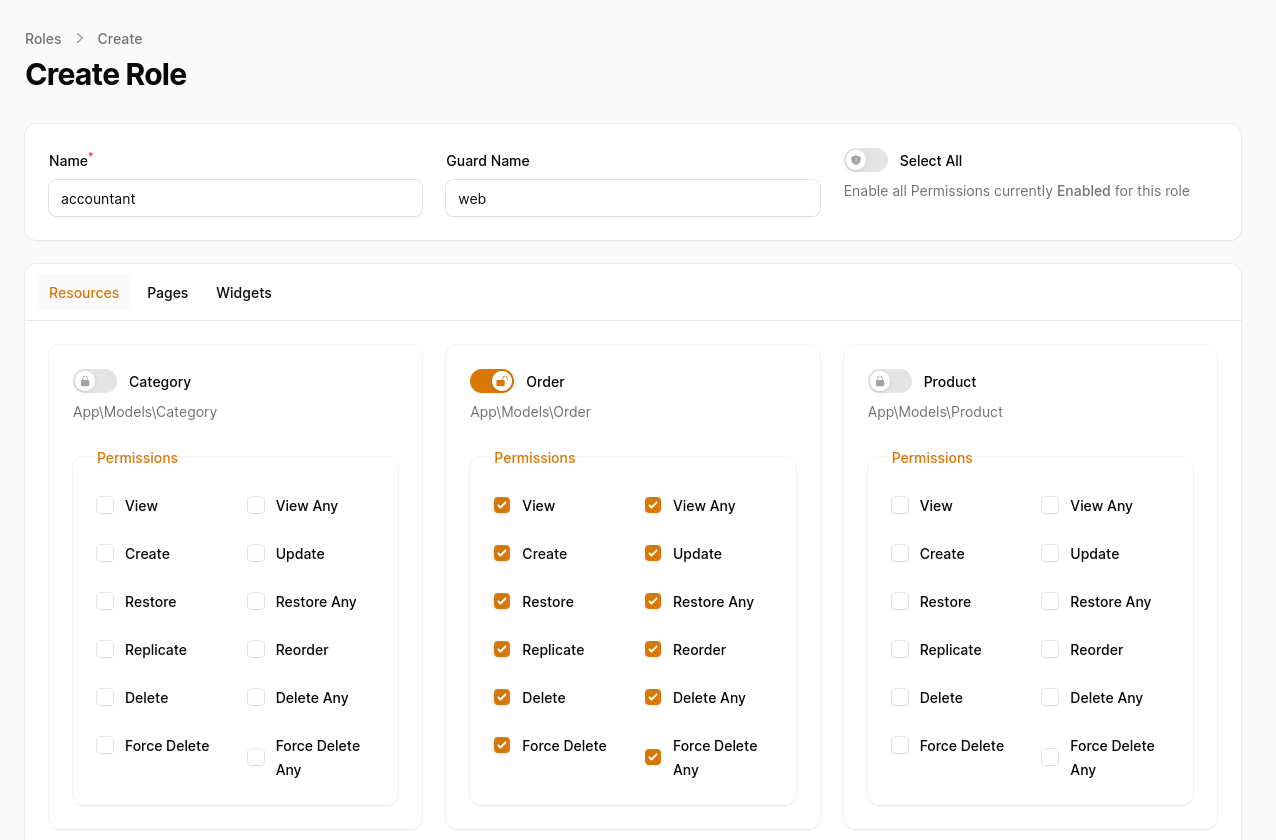 Roles > Create
Create Role
Name* Guard Name Select All
accountant web Enable all Permissions currently Enabled for this role
Resources Pages Widgets
Category Order Product
App\Models\Category App\Models\Order App\Models\Product
Permissions Permissions Permissions
View View Any View View Any View View Any
Create Update Create Update Create Update
Restore Restore Any Restore Restore Any Restore Restore Any
Replicate Reorder Replicate Reorder Replicate Reorder
Delete Delete Any Delete Delete Any Delete Delete Any
Force Delete Force Delete Force Delete Force Delete Force Delete Force Delete
Any Any Any